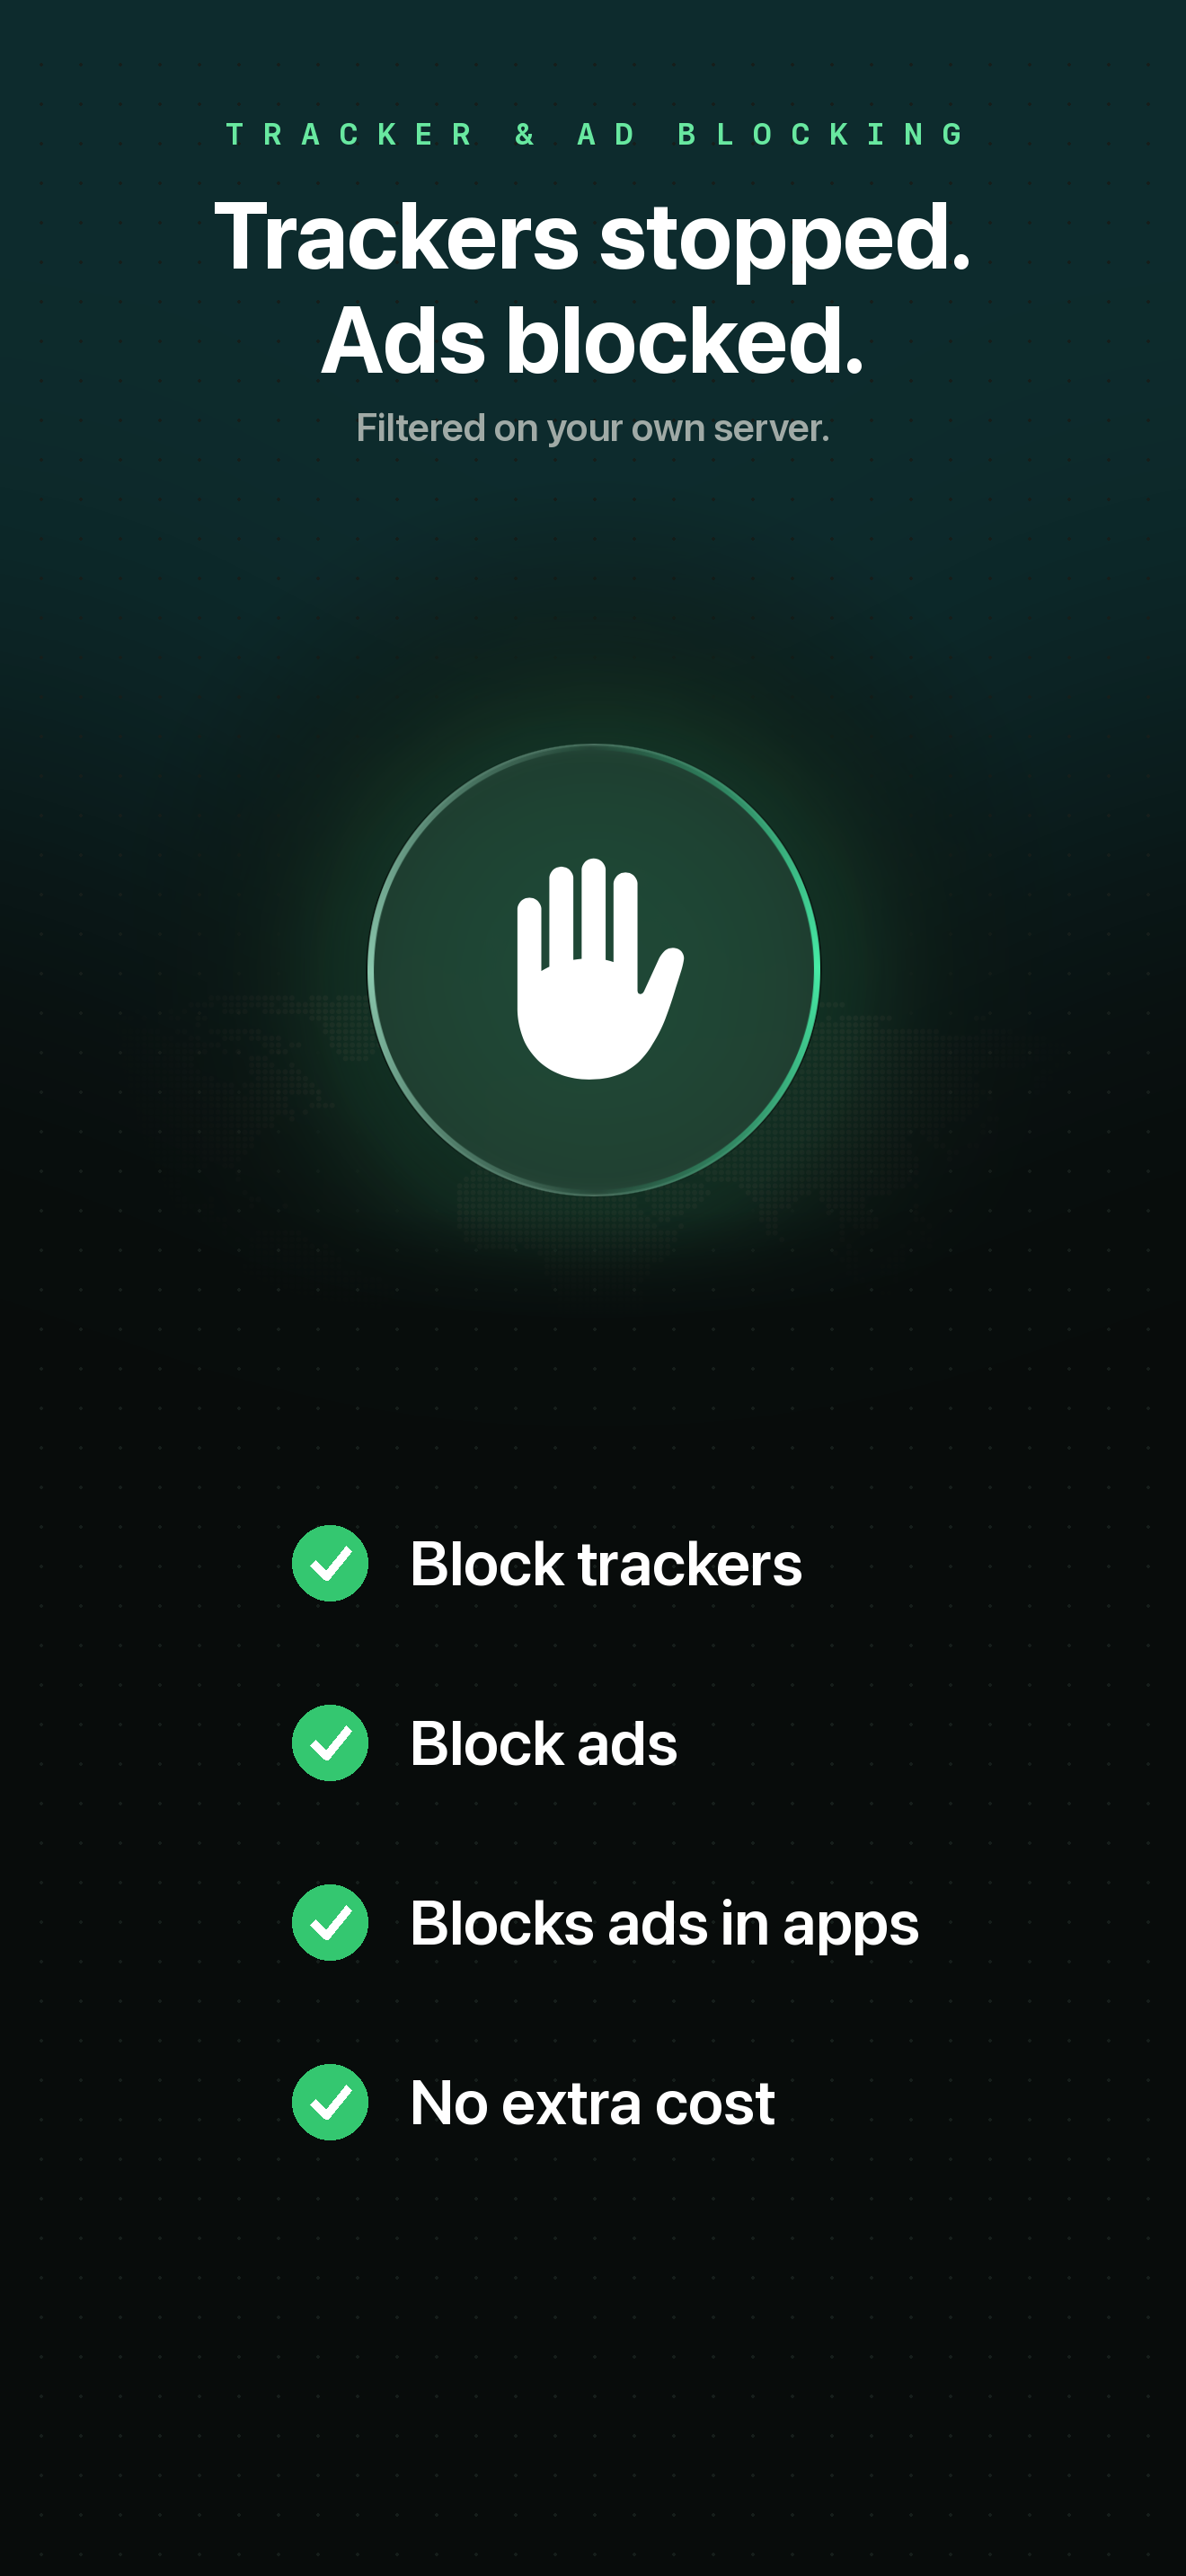 TRACKER & AD BLOCKING
Trackers stopped.
Ads blocked.
Filtered on your own server.
Block trackers
Block ads
Blocks ads in apps
No extra cost